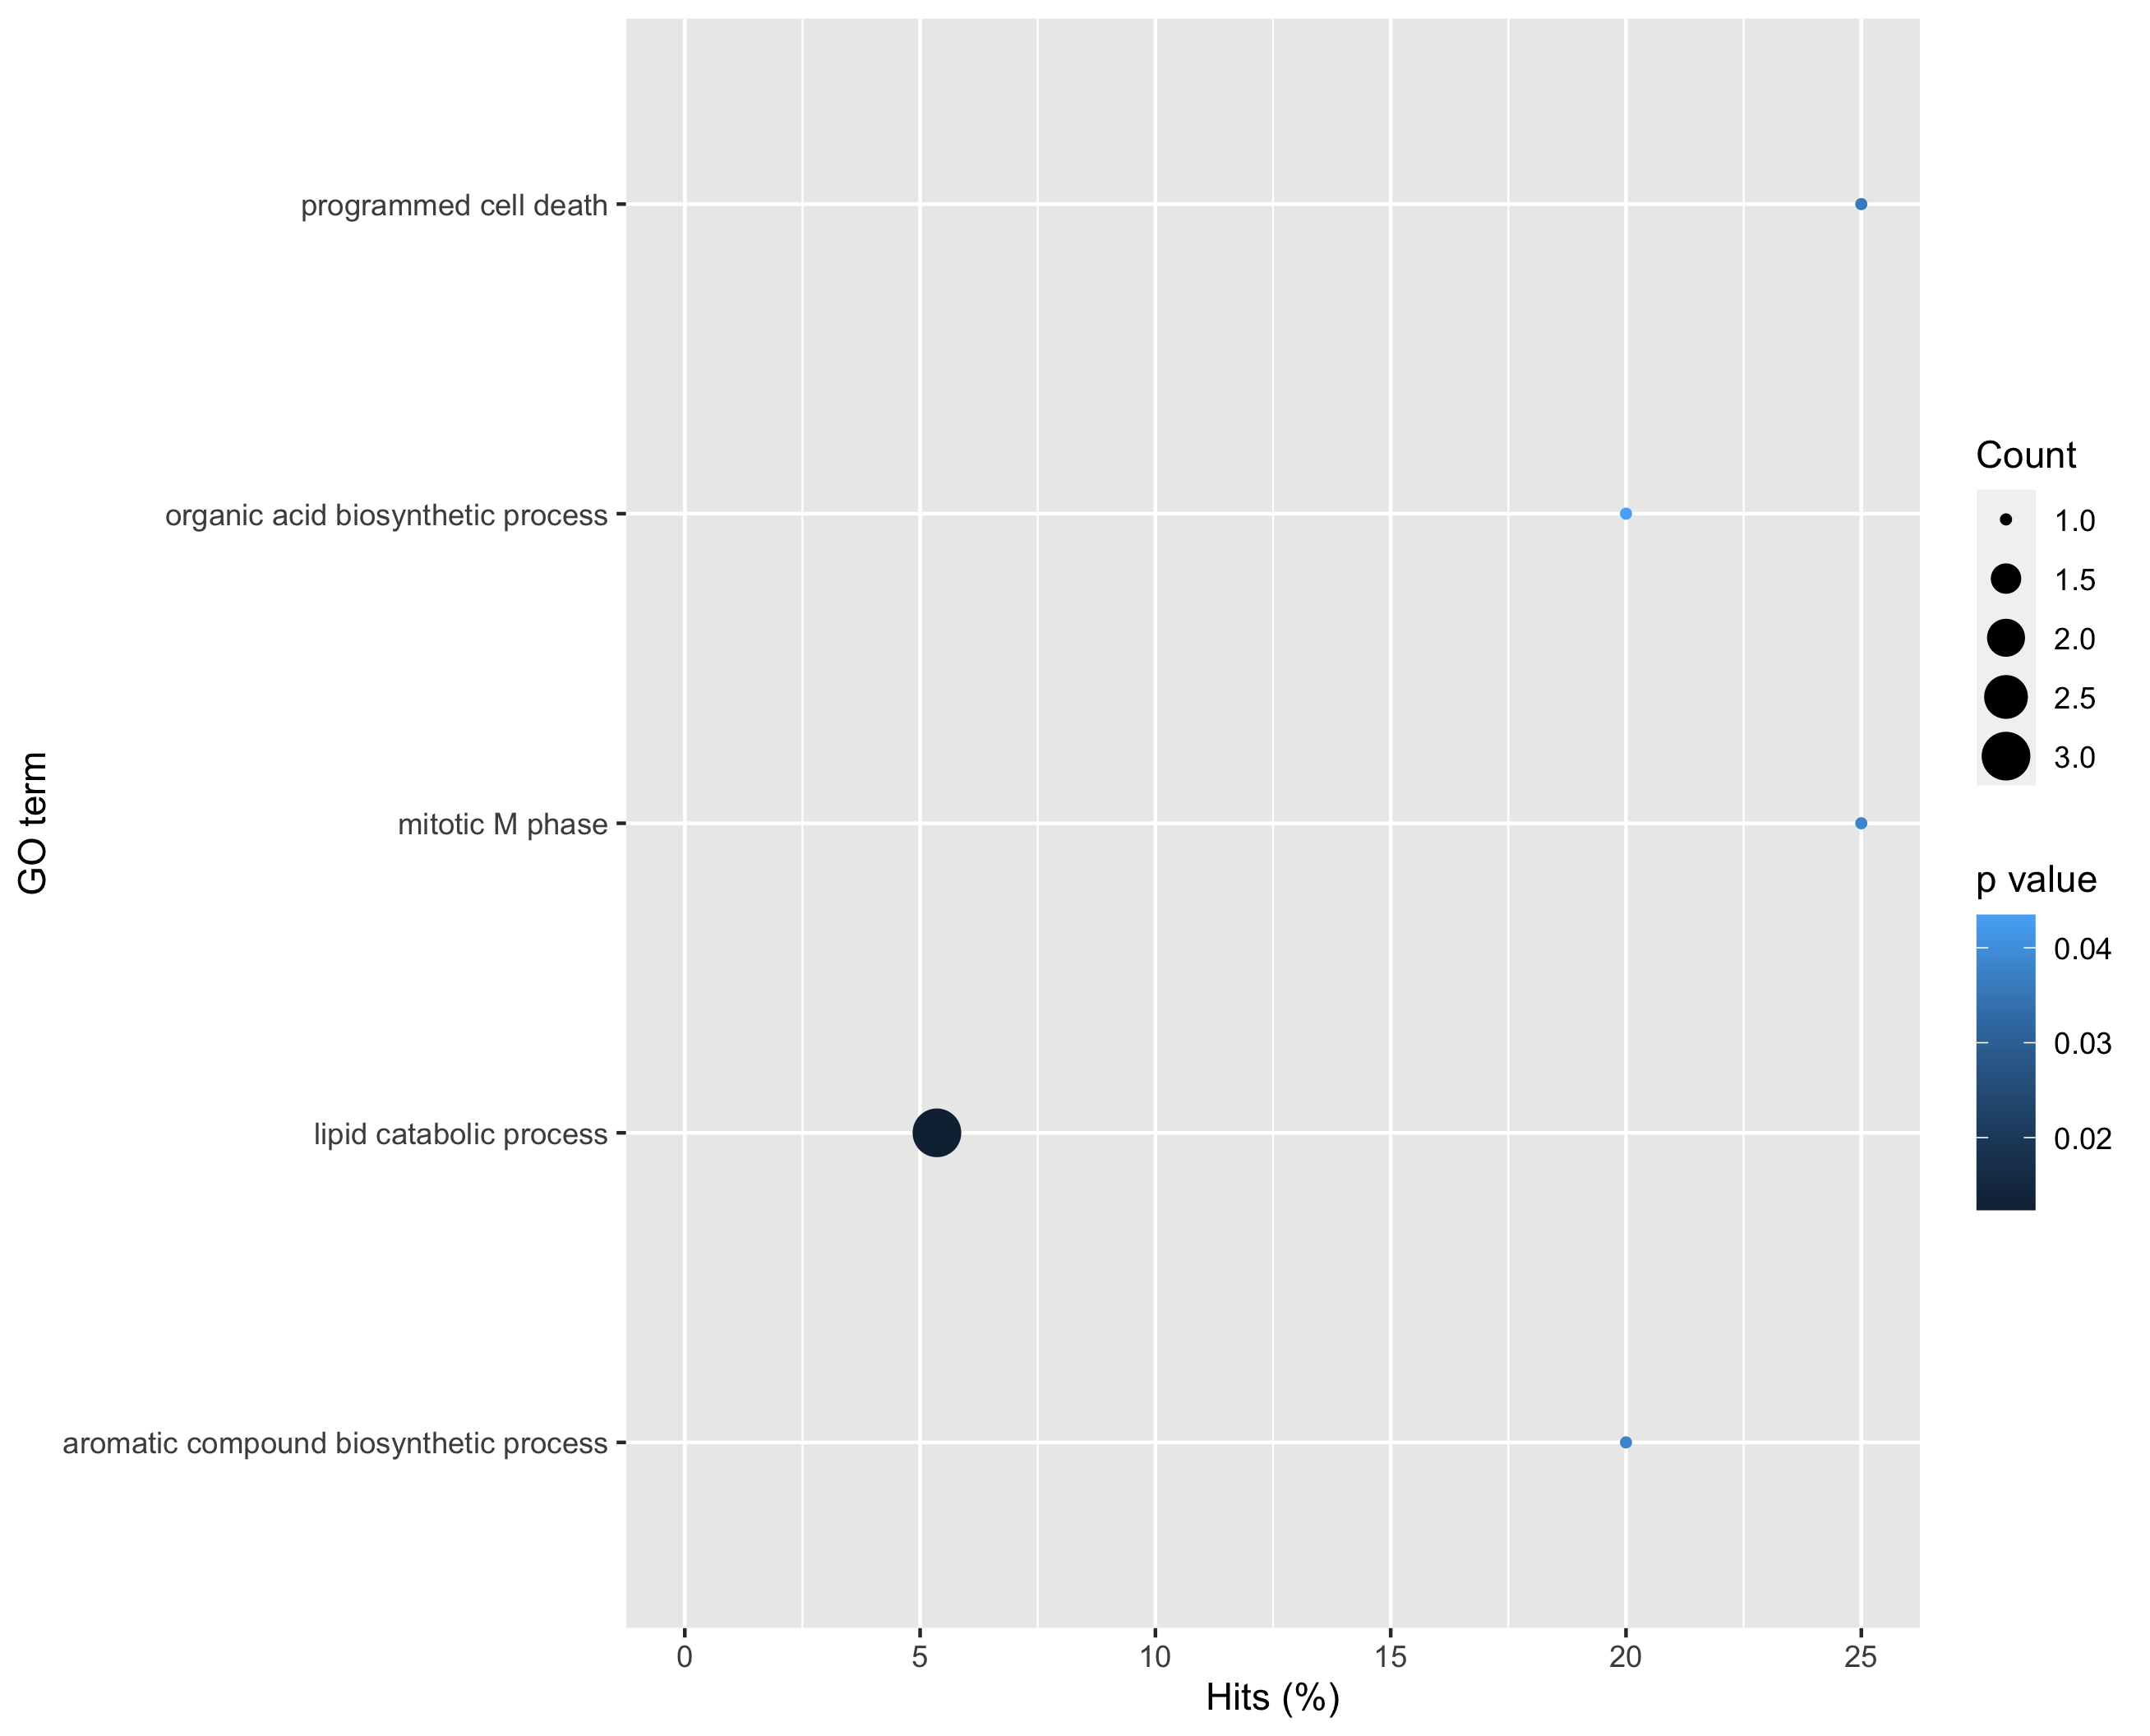 GO term
programmed cell death
organic acid biosynthetic process
mitotic M phase
lipid catabolic process
aromatic compound biosynthetic process
0 5 10 15 20 25
Hits (%)
Count
1.0
1.5
2.0
2.5
3.0
p value
0.04
0.03
0.02